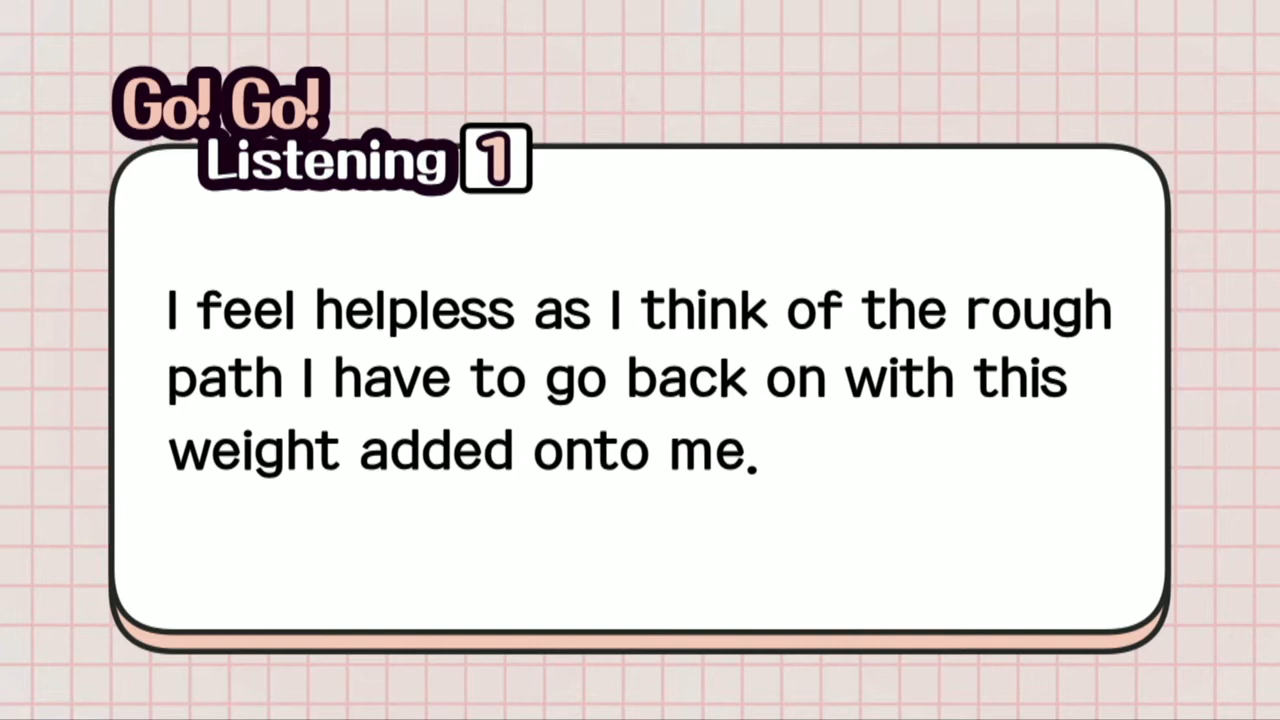 Go! Go!
Listening 1
I feel helpless as I think of the rough
path I have to go back on with this
weight added onto me.